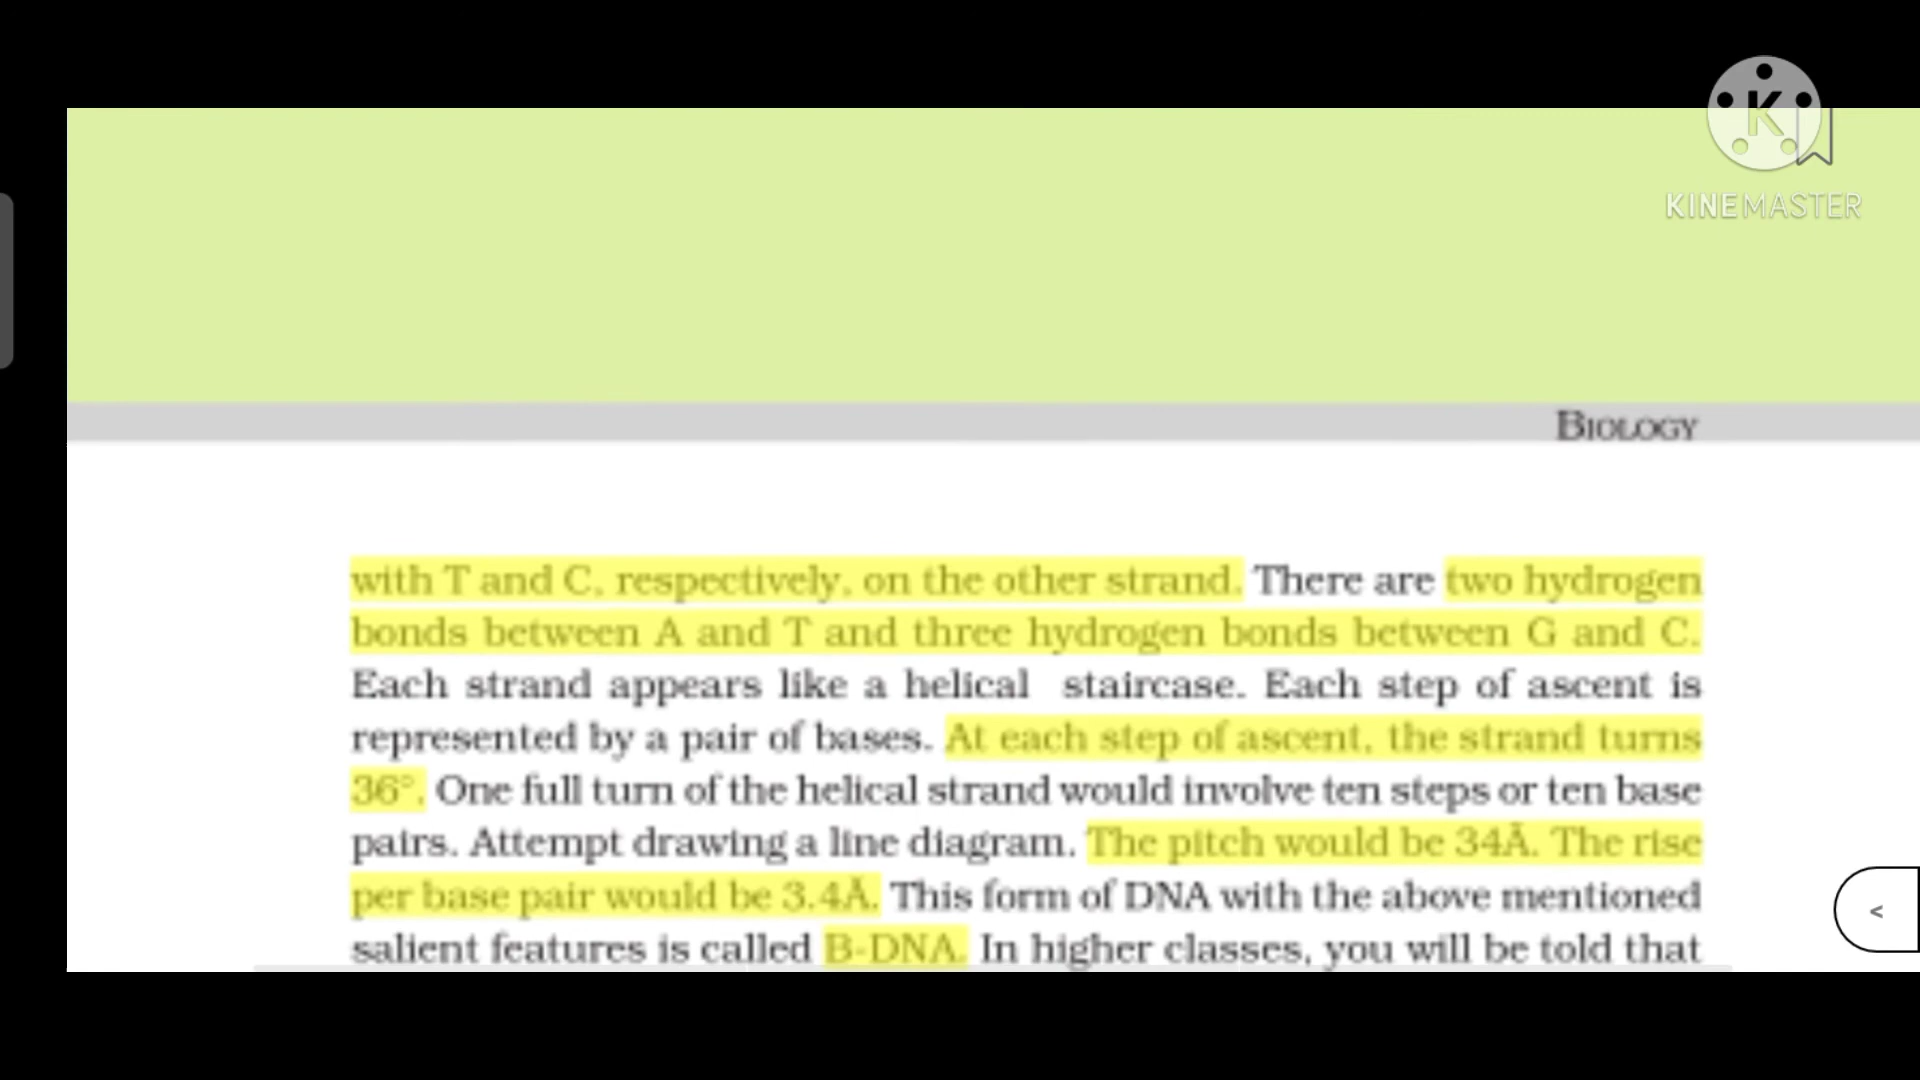 KINEMASTER
BIOLOGY
with T and C, respectively, on the other strand. There are two hydrogen
bonds between A and T and three hydrogen bonds between G and C.
Each strand appears like a helical staircase. Each step of ascent is
represented by a pair of bases. At each step of ascent, the strand turns
36°. One full turn of the helical strand would involve ten steps or ten base
pairs. Attempt drawing a line diagram. The pitch would be 34Å. The rise
per base pair would be 3.4Å. This form of DNA with the above mentioned
salient features is called B-DNA. In higher classes, you will be told that